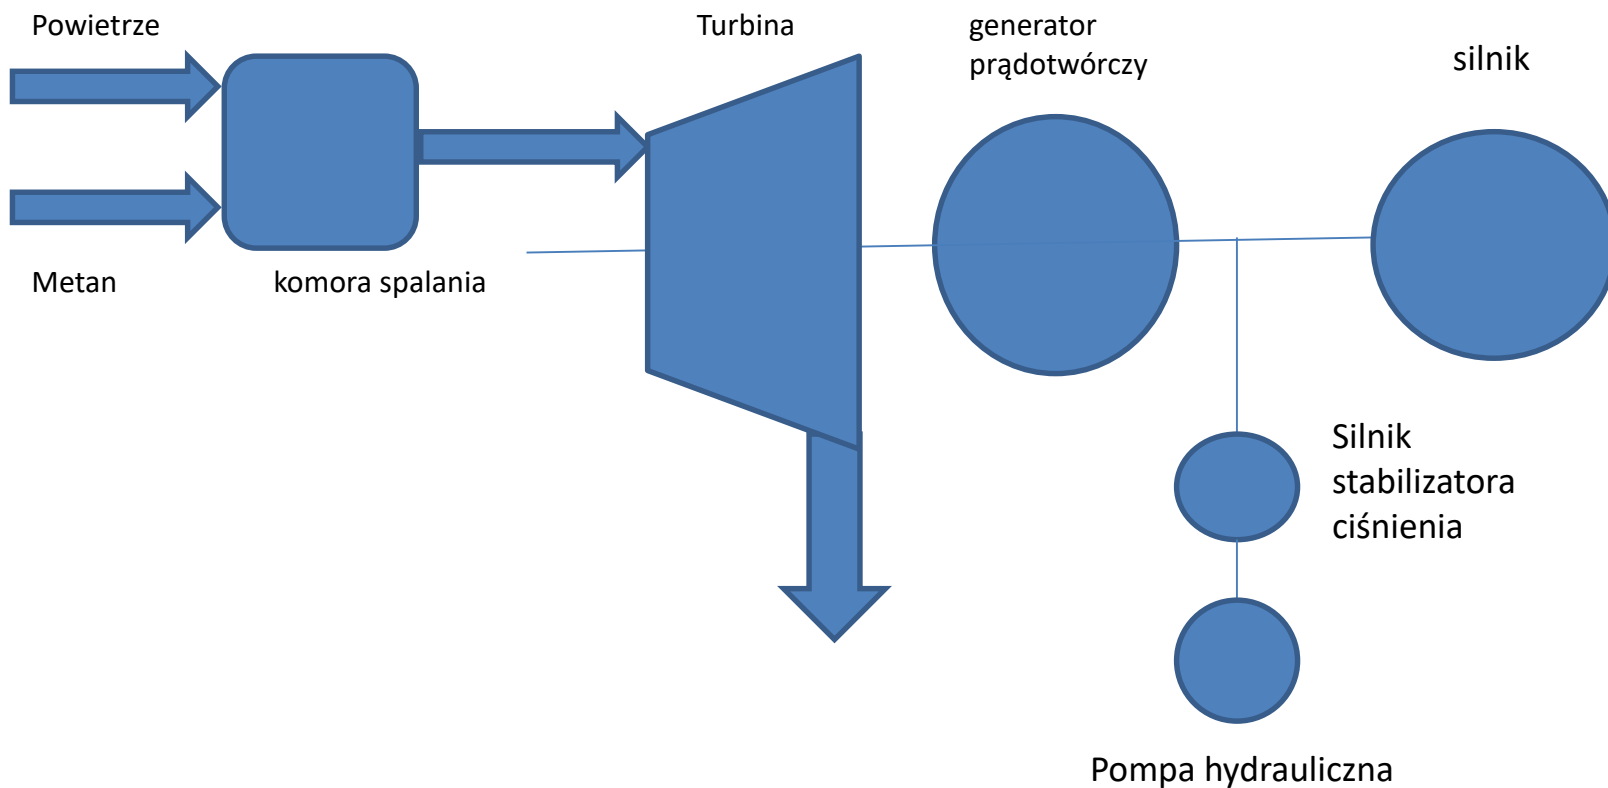 Powietrze
Turbina
generator
prądotwórczy
silnik
Metan
komora spalania
Silnik
stabilizatora
ciśnienia
Pompa hydrauliczna